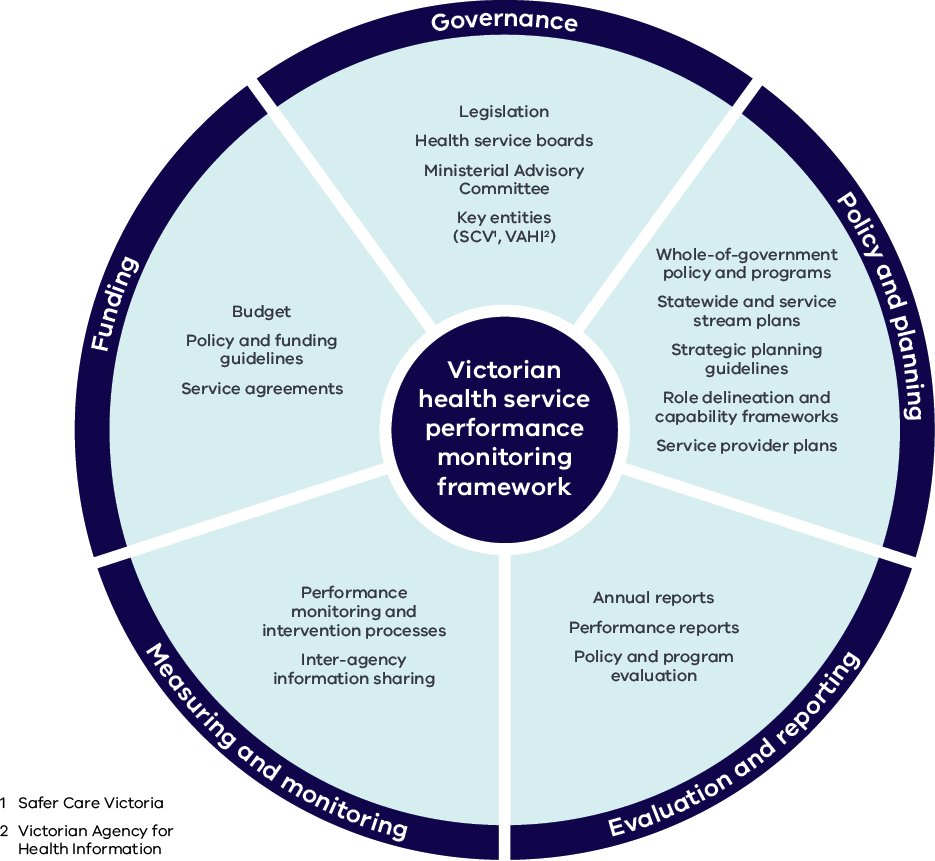 Governance
Legislation
Health service boards
Ministerial Advisory
Committee
Key entities
(SCV¹, VAHI²)
Policy and planning
Whole-of-government
policy and programs
Statewide and service
stream plans
Strategic planning
guidelines
Role delineation and
capability frameworks
Service provider plans
Evaluation and reporting
Annual reports
Performance reports
Policy and program
evaluation
Measuring and monitoring
Performance
monitoring and
intervention processes
Inter-agency
information sharing
Funding
Budget
Policy and funding
guidelines
Service agreements
Victorian
health service
performance
monitoring
framework
1 Safer Care Victoria
2 Victorian Agency for
Health Information